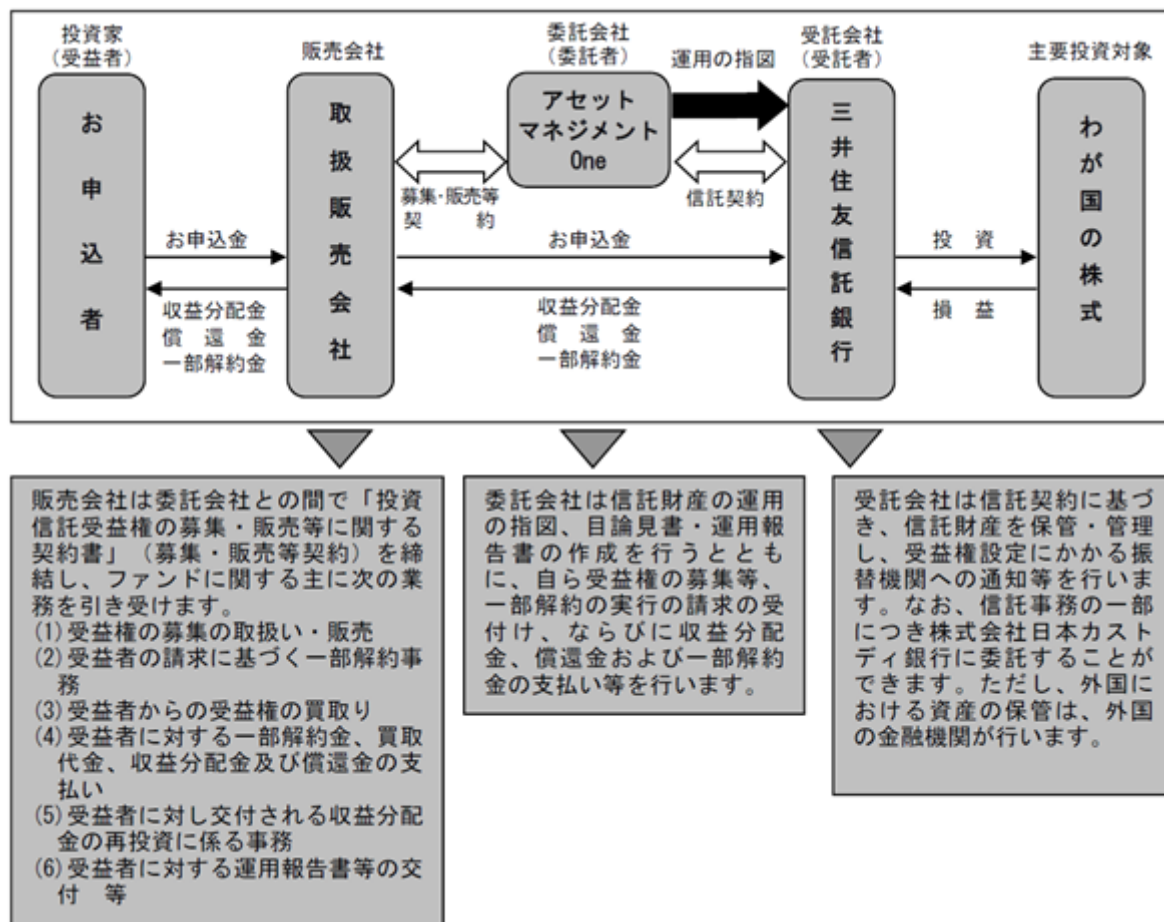 投資家
（受益者）
お申込者
販売会社
取扱販売会社
委託会社
（委託者）
アセット
マネジメント
One
運用の指図
受託会社
（受託者）
三井住友信託銀行
主要投資対象
わが国の株式
募集・販売等
契　約
信託契約
お申込金
収益分配金
償　還　金
一部解約金
お申込金
収益分配金
償　還　金
一部解約金
投　資
損　益
販売会社は委託会社との間で「投資
信託受益権の募集・販売等に関する
契約書」（募集・販売等契約）を締
結し、ファンドに関する主に次の業
務を引き受けます。
(1)受益権の募集の取扱い・販売
(2)受益者の請求に基づく一部解約事
務
(3)受益者からの受益権の買取り
(4)受益者に対する一部解約金、買取
代金、収益分配金及び償還金の支
払い
(5)受益者に対し交付される収益分配
金の再投資に係る事務
(6)受益者に対する運用報告書等の交
付　等
委託会社は信託財産の運用
の指図、目論見書・運用報
告書の作成を行うととも
に、自ら受益権の募集等、
一部解約の実行の請求の受
付け、ならびに収益分配
金、償還金および一部解約
金の支払い等を行います。
受託会社は信託契約に基づ
き、信託財産を保管・管理
し、受益権設定にかかる振
替機関への通知等を行いま
す。なお、信託事務の一部
につき株式会社日本カスト
ディ銀行に委託することが
できます。ただし、外国に
おける資産の保管は、外国
の金融機関が行います。